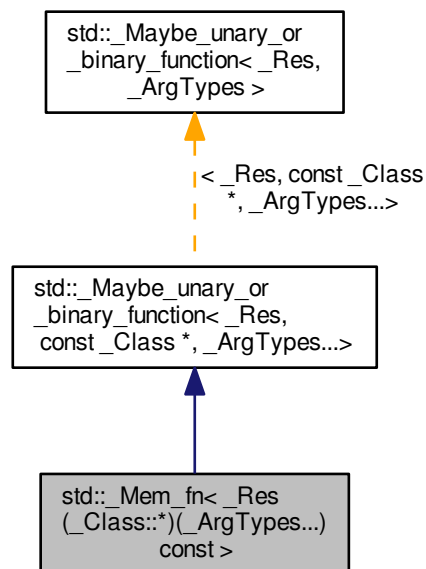 std::_Maybe_unary_or
_binary_function< _Res,
_ArgTypes >
< _Res, const _Class
*, _ArgTypes...>
std::_Maybe_unary_or
_binary_function< _Res,
const _Class *, _ArgTypes...>
std::_Mem_fn< _Res
(_Class::*)(_ArgTypes...)
const >